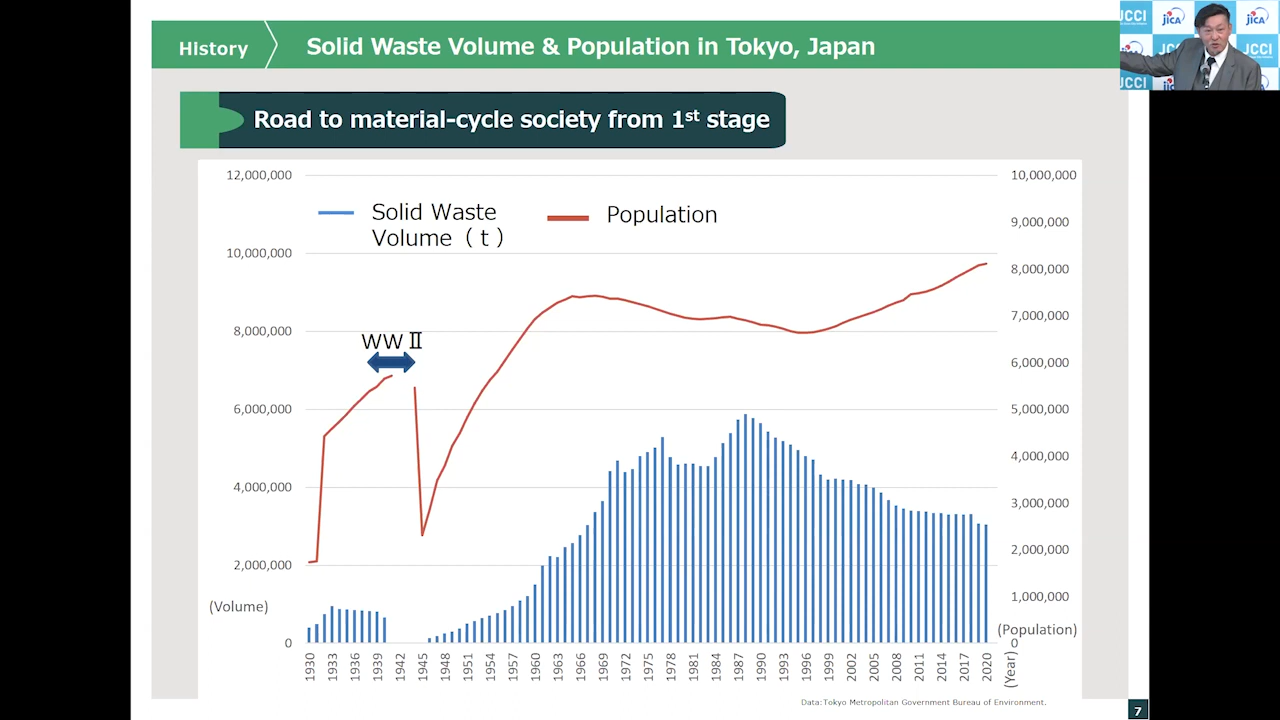 History
Solid Waste Volume & Population in Tokyo, Japan
JCCI
jICA
jICA
JCCI
JCCI
JCCI
Road to material-cycle society from 1st stage
12,000,000
10,000,000
8,000,000
6,000,000
4,000,000
2,000,000
0
(Volume)
Solid Waste
Volume（ｔ）
Population
WWⅡ
10,000,000
9,000,000
8,000,000
7,000,000
6,000,000
5,000,000
4,000,000
3,000,000
2,000,000
1,000,000
0
(Population)
1930
1933
1936
1939
1942
1945
1948
1951
1954
1957
1960
1963
1966
1969
1972
1975
1978
1981
1984
1987
1990
1993
1996
1999
2002
2005
2008
2011
2014
2017
2020
(Year)
Data:Tokyo Metropolitan Government Bureau of Environment.
7